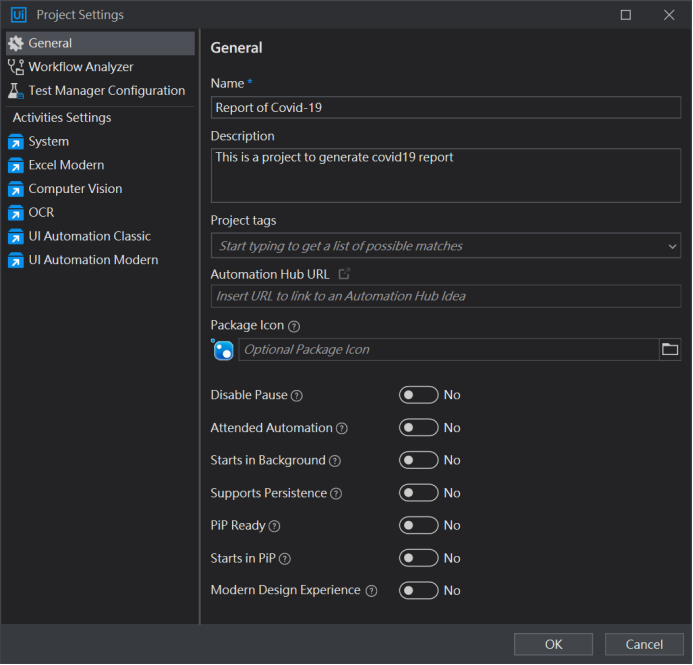 Ui Project Settings
General
Workflow Analyzer
Test Manager Configuration
Activities Settings
System
Excel Modern
Computer Vision
OCR
UI Automation Classic
UI Automation Modern
General
Name *
Report of Covid-19
Description
This is a project to generate covid19 report
Project tags
Start typing to get a list of possible matches
Automation Hub URL
Insert URL to link to an Automation Hub Idea
Package Icon ?
Optional Package Icon
Disable Pause ? No
Attended Automation ? No
Starts in Background ? No
Supports Persistence ? No
PiP Ready ? No
Starts in PiP ? No
Modern Design Experience ? No
OK Cancel